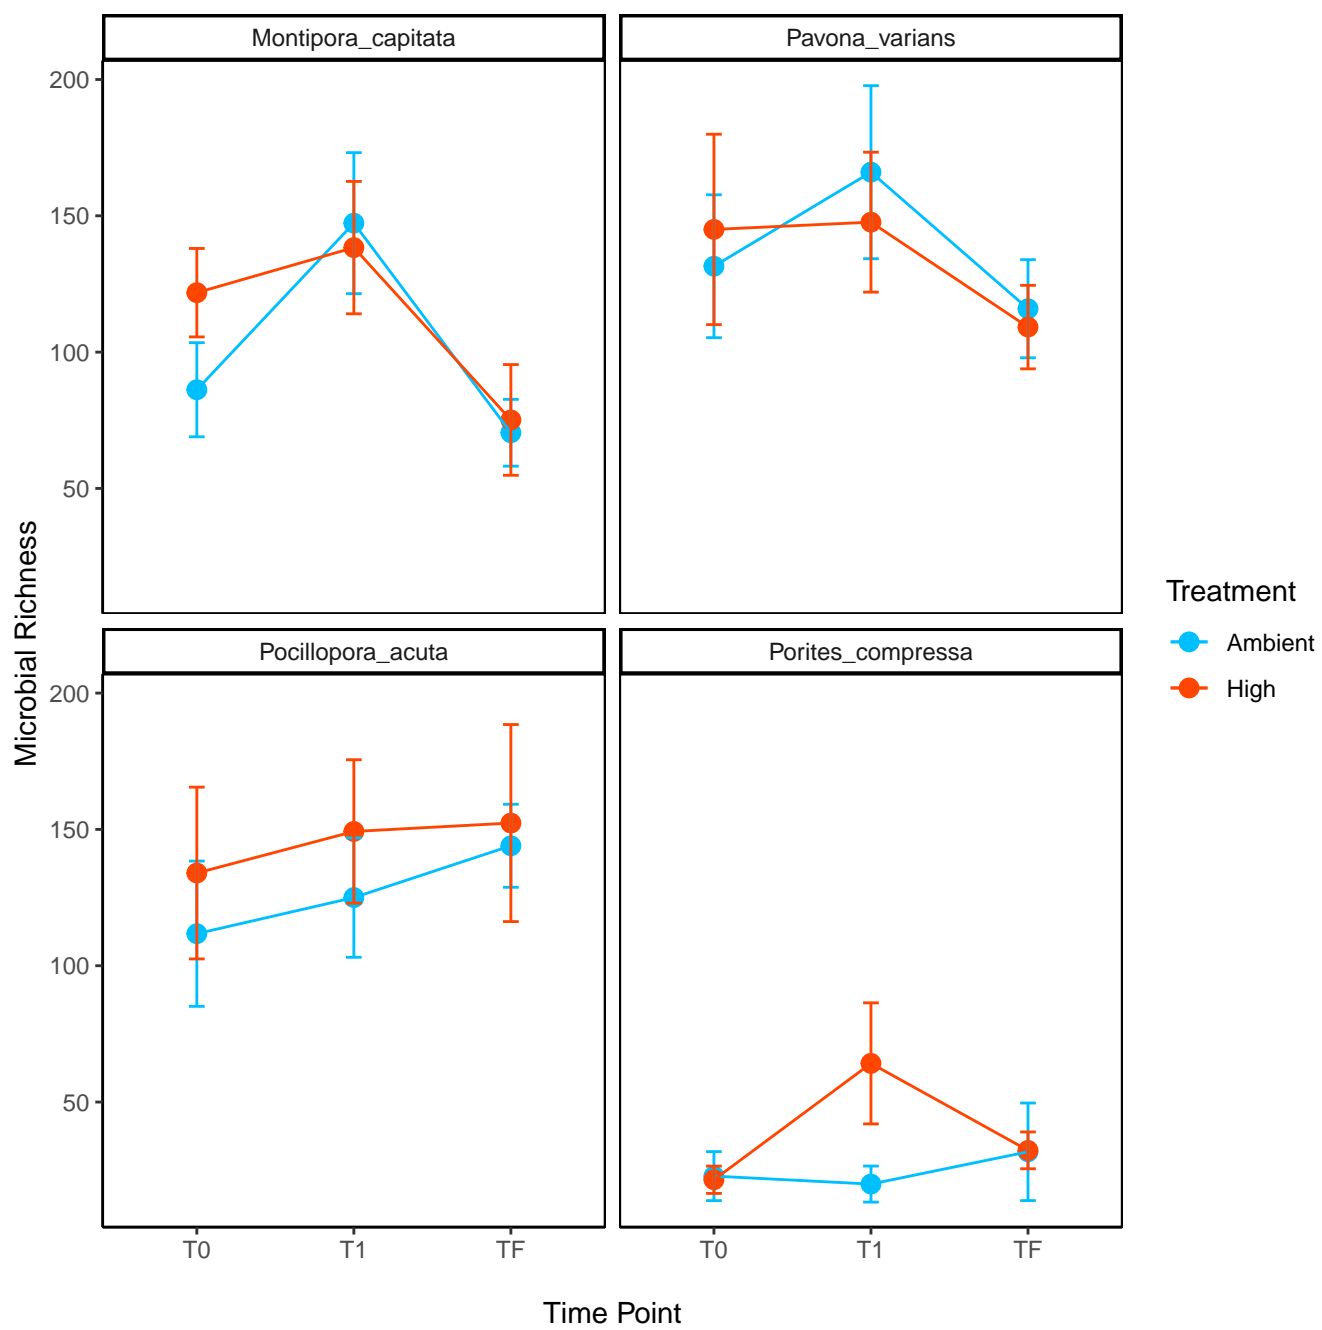 Montipora_capitata
Pavona_varians
200
150
100
50
Microbial Richness
Pocillopora_acuta
Porites_compressa
200
150
100
50
T0
T1
TF
T0
T1
TF
Time Point
Treatment
Ambient
High